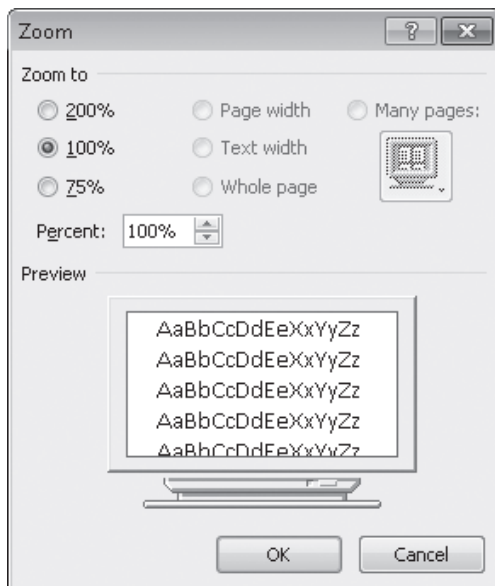 Zoom
?
Zoom to
200% Page width Many pages:
100% Text width
75% Whole page
Percent: 100%
Preview
AaBbCcDdEeXxYyZz
AaBbCcDdEeXxYyZz
AaBbCcDdEeXxYyZz
AaBbCcDdEeXxYyZz
AaBbCcDdEeXxYyZz
OK Cancel